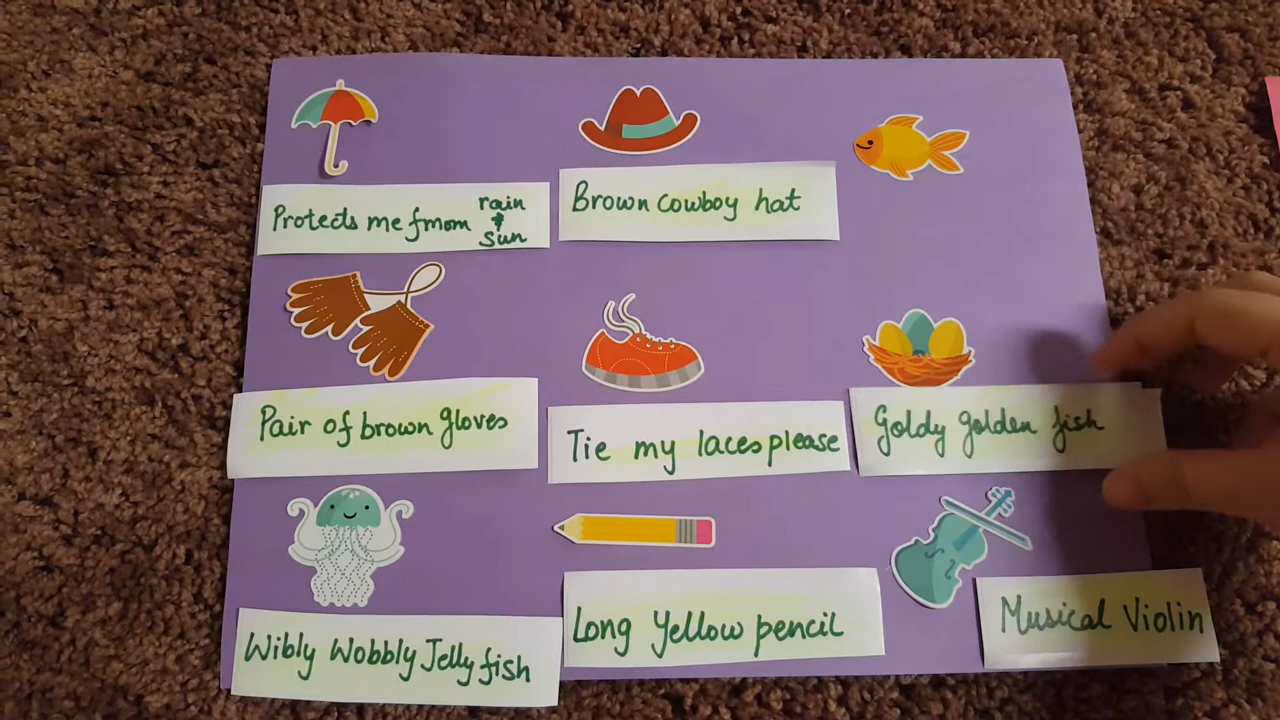 Protects me fmom rain & sun
Brown cowboy hat
Pair of brown gloves
Tie my laces please
Goldy golden fish
Wibly Wobbly Jelly fish
Long Yellow pencil
Musical Violin